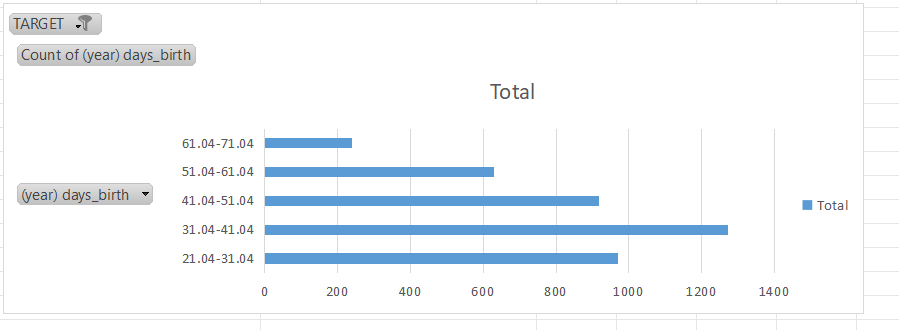 TARGET
Count of (year) days_birth
Total
61.04-71.04
51.04-61.04
(year) days_birth
41.04-51.04
31.04-41.04
21.04-31.04
Total
0 200 400 600 800 1000 1200 1400